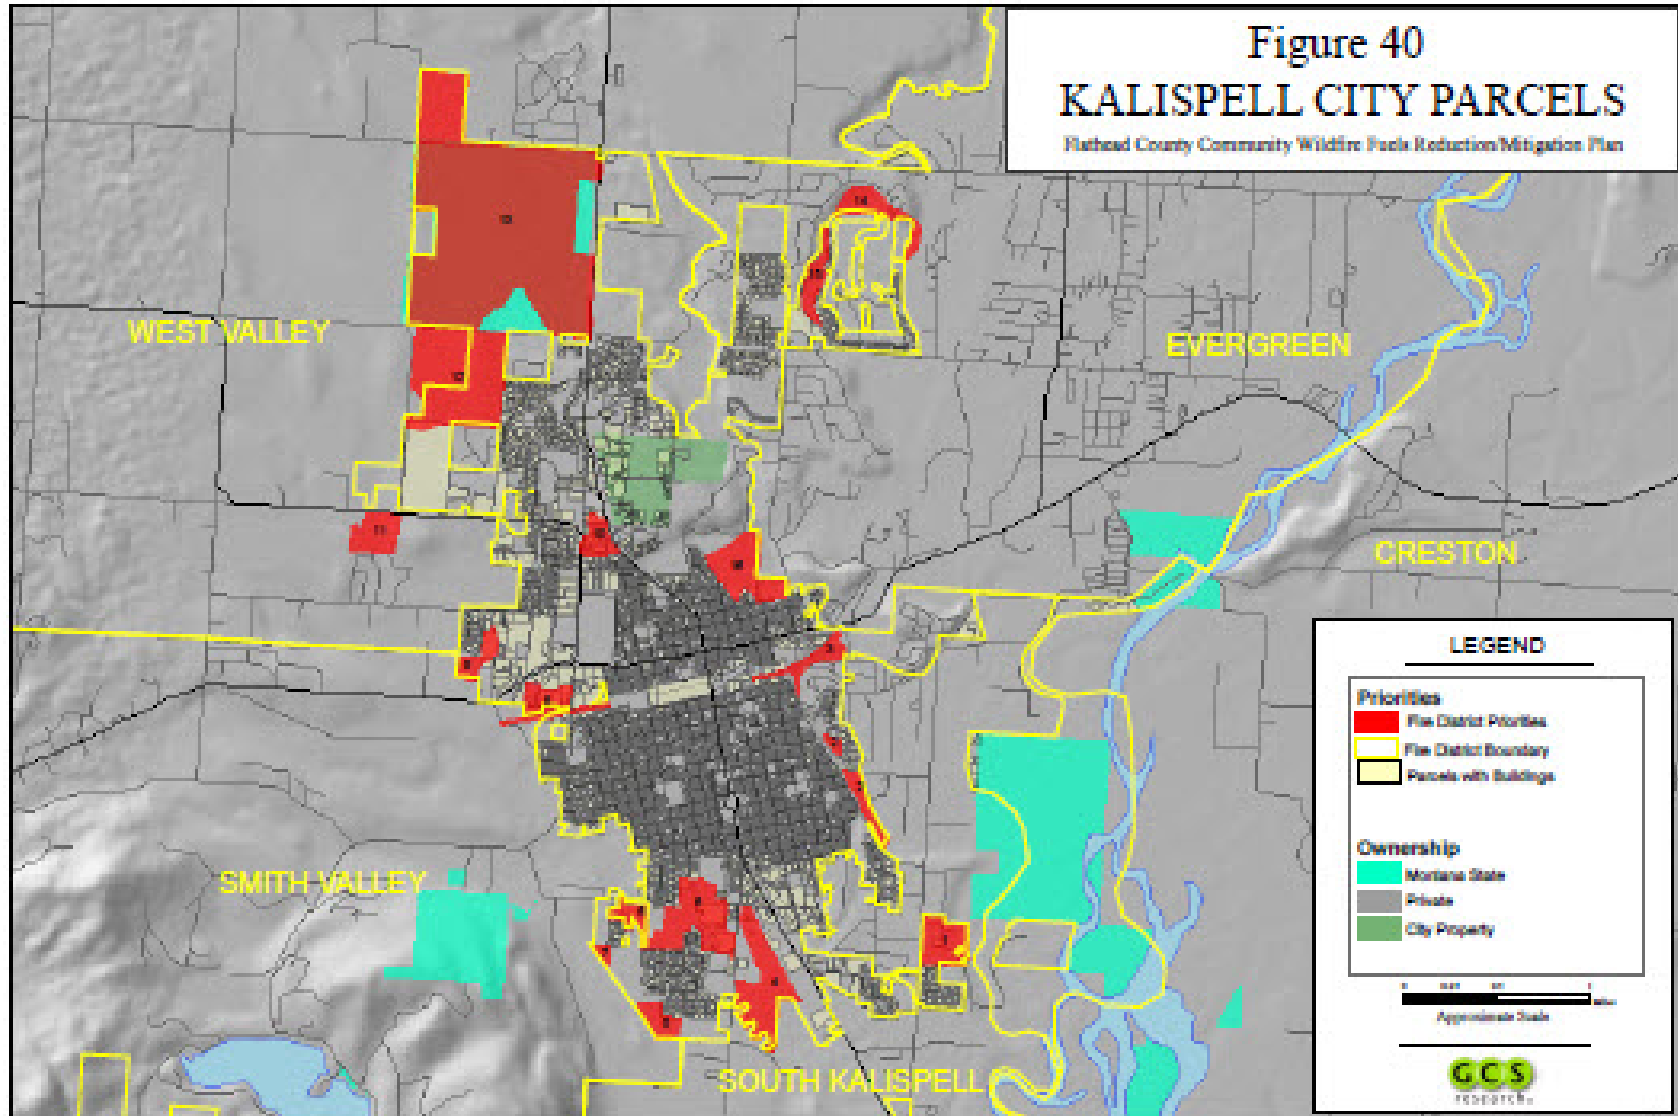 Figure 40
KALISPELL CITY PARCELS
Flathead County Community Wildfire Fuels Reduction/Mitigation Plan
WEST VALLEY
EVERGREEN
CRESTON
SMITH VALLEY
SOUTH KALISPELL
LEGEND
Priorities
Fire District Priorities
Fire District Boundary
Parcels with Buildings
Ownership
Montana State
Private
City Property
Approximate Scale
GCS
RESEARCH